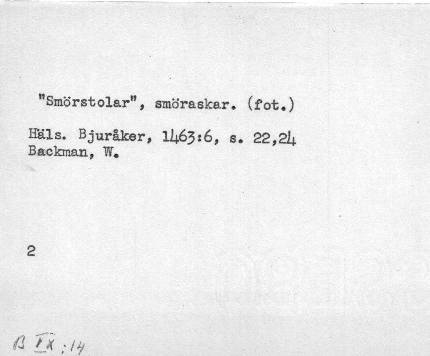 "Smörstolar", smöraskar. (fot.)
Häls. Bjuråker, 1463:6, s. 22,24
Backman, W.
2
B IX:14